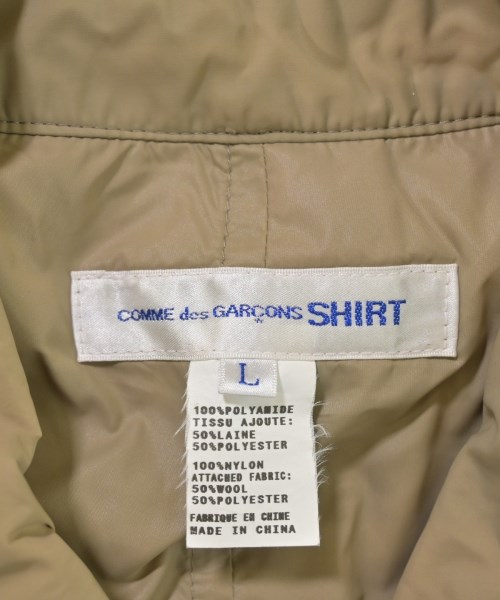 COMME des GARÇONS SHIRT
L
100%POLYAMIDE
TISSU AJOUTE:
50%LAINE
50%POLYESTER
100%NYLON
ATTACHED FABRIC:
50%WOOL
50%POLYESTER
FABRIQUE EN CHINE
MADE IN CHINA